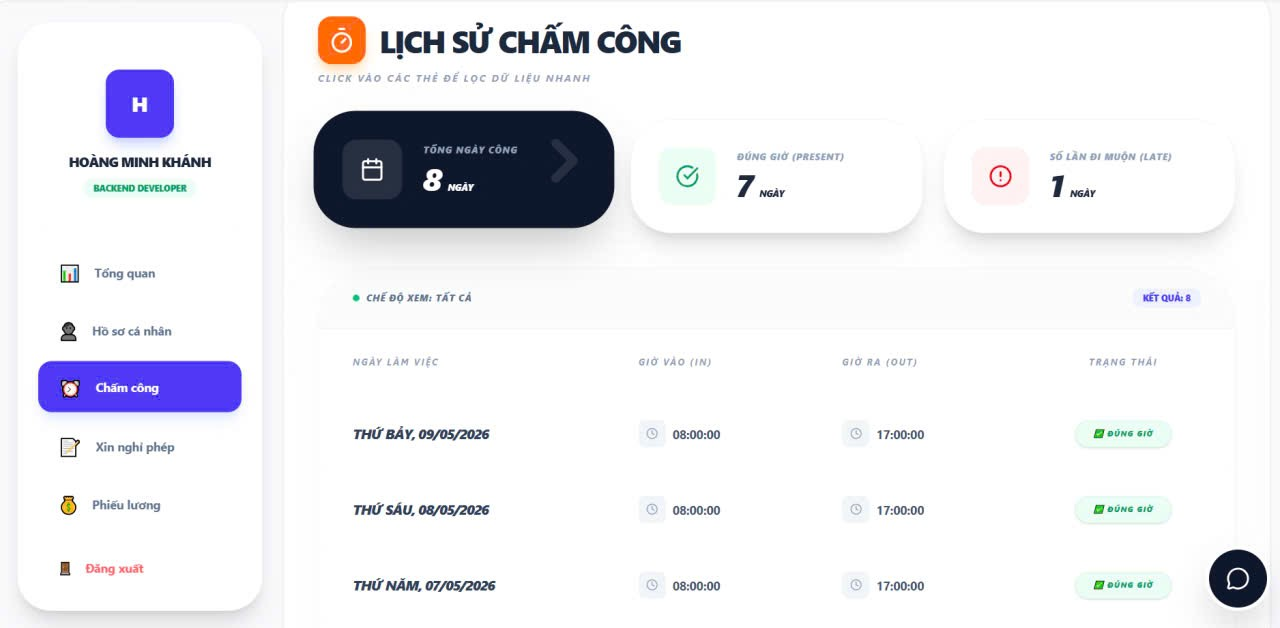 H
HOÀNG MINH KHÁNH
BACKEND DEVELOPER
Tổng quan
Hồ sơ cá nhân
Chấm công
Xin nghỉ phép
Phiếu lương
Đăng xuất
LỊCH SỬ CHẤM CÔNG
CLICK VÀO CÁC THẺ ĐỂ LỌC DỮ LIỆU NHANH
TỔNG NGÀY CÔNG
8 NGÀY
ĐÚNG GIỜ (PRESENT)
7 NGÀY
SỐ LẦN ĐI MUỘN (LATE)
1 NGÀY
CHẾ ĐỘ XEM: TẤT CẢ
KẾT QUẢ: 8
NGÀY LÀM VIỆC GIỜ VÀO (IN) GIỜ RA (OUT) TRẠNG THÁI
THỨ BẢY, 09/05/2026 08:00:00 17:00:00 ✅ ĐÚNG GIỜ
THỨ SÁU, 08/05/2026 08:00:00 17:00:00 ✅ ĐÚNG GIỜ
THỨ NĂM, 07/05/2026 08:00:00 17:00:00 ✅ ĐÚNG GIỜ